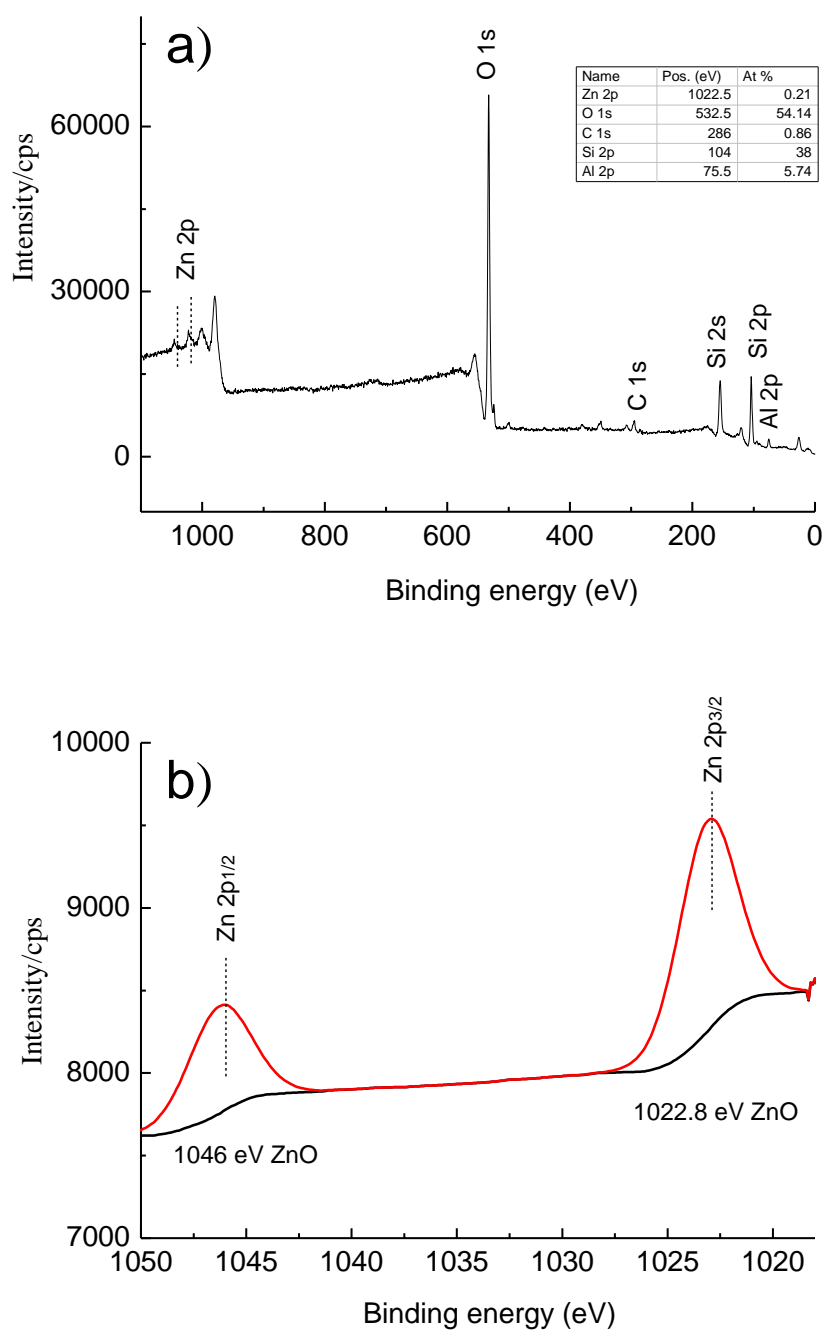 a)
O 1s
Name Pos. (eV) At %
Zn 2p 1022.5 0.21
O 1s 532.5 54.14
C 1s 286 0.86
Si 2p 104 38
Al 2p 75.5 5.74
60000
30000
0
Intensity/cps
Zn 2p
C 1s
Si 2s
Si 2p
Al 2p
1000 800 600 400 200 0
Binding energy (eV)
b)
10000
9000
8000
7000
Intensity/cps
Zn 2p1/2
Zn 2p3/2
1046 eV ZnO
1022.8 eV ZnO
1050 1045 1040 1035 1030 1025 1020
Binding energy (eV)